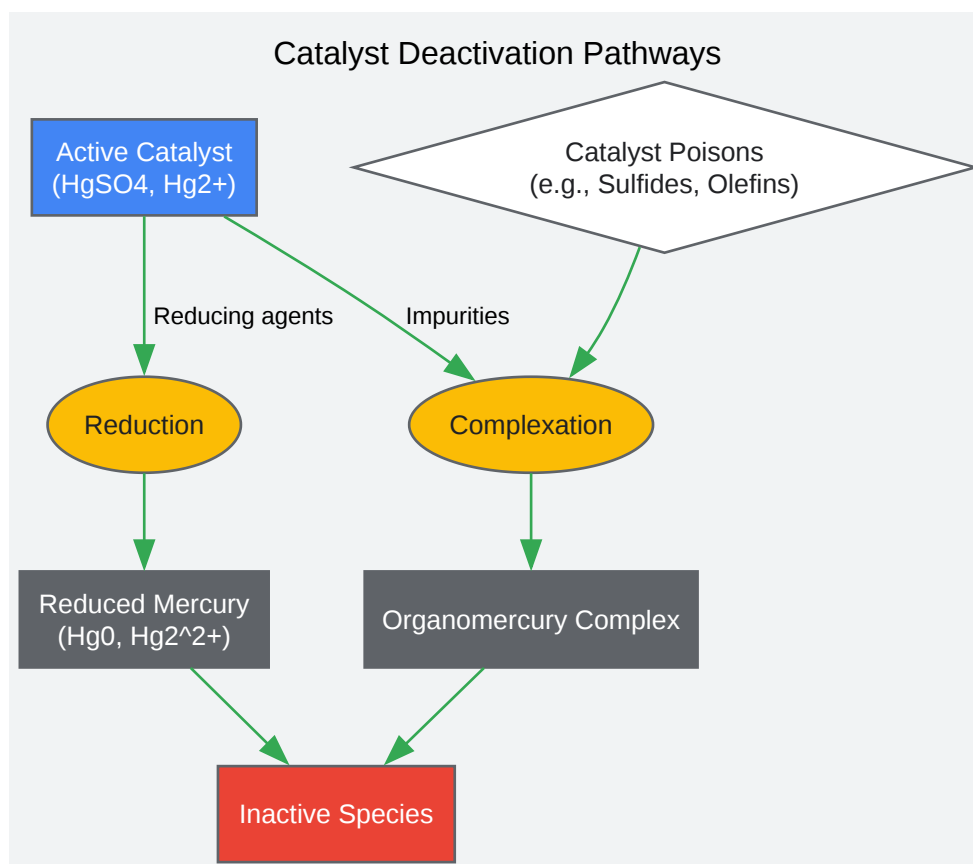 Catalyst Deactivation Pathways
Active Catalyst
(HgSO4, Hg2+)
Catalyst Poisons
(e.g., Sulfides, Olefins)
Reducing agents
Impurities
Reduction
Complexation
Reduced Mercury
(Hg0, Hg2^2+)
Organomercury Complex
Inactive Species